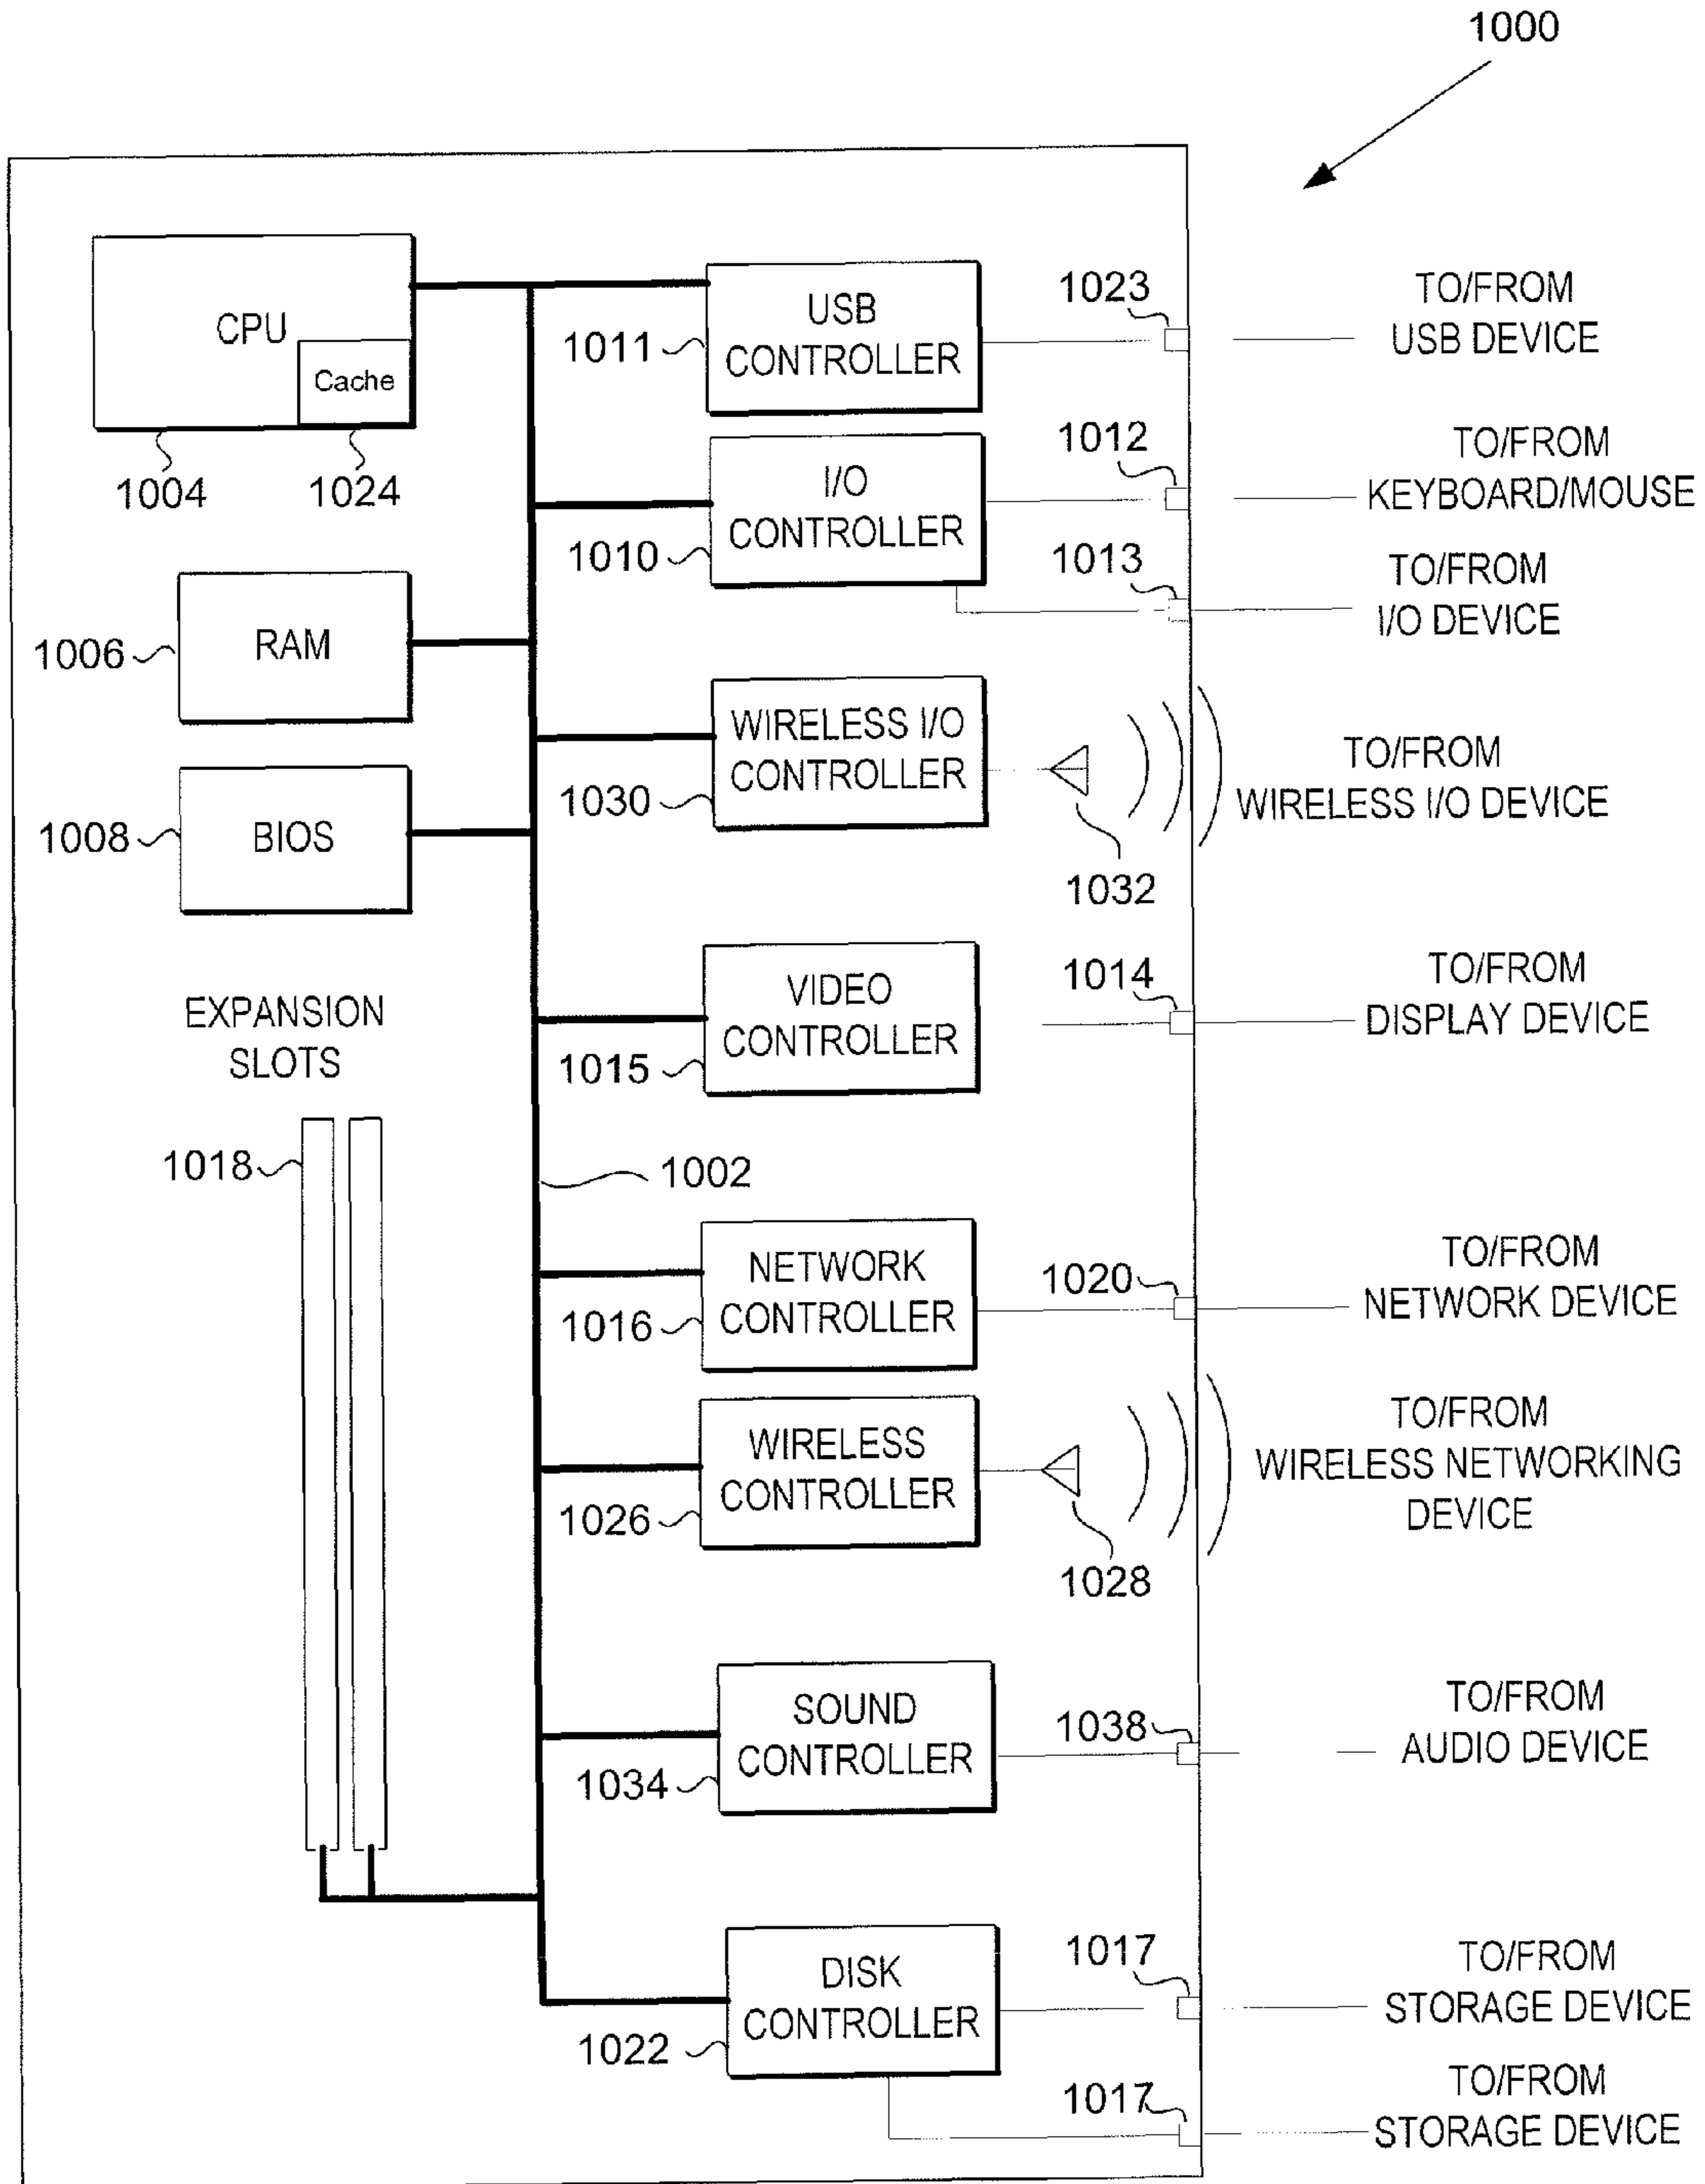 1000
CPU
Cache
1004
1024
USB
CONTROLLER
1011
1023
TO/FROM
USB DEVICE
I/O
CONTROLLER
1010
1012
TO/FROM
KEYBOARD/MOUSE
1013
TO/FROM
I/O DEVICE
RAM
1006
WIRELESS I/O
CONTROLLER
1030
1032
TO/FROM
WIRELESS I/O DEVICE
BIOS
1008
VIDEO
CONTROLLER
1015
1014
TO/FROM
DISPLAY DEVICE
EXPANSION
SLOTS
1018
1002
NETWORK
CONTROLLER
1016
1020
TO/FROM
NETWORK DEVICE
WIRELESS
CONTROLLER
1026
1028
TO/FROM
WIRELESS NETWORKING
DEVICE
SOUND
CONTROLLER
1034
1038
TO/FROM
AUDIO DEVICE
DISK
CONTROLLER
1022
1017
TO/FROM
STORAGE DEVICE
1017
TO/FROM
STORAGE DEVICE